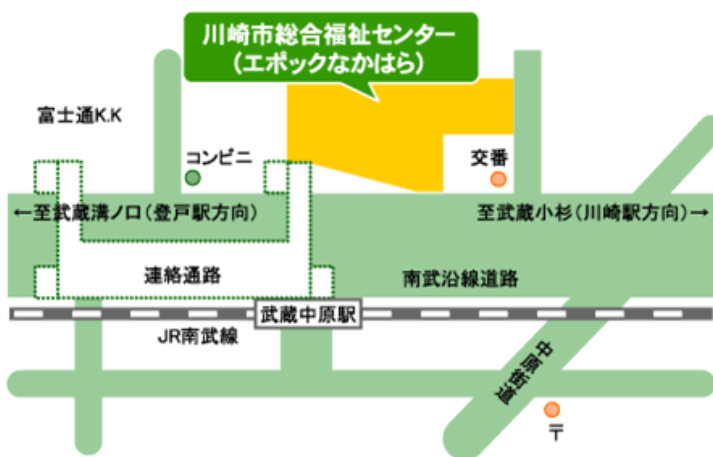 川崎市総合福祉センター
(エポックなかはら)
富士通K.K
コンビニ
交番
←至武蔵溝ノ口(登戸駅方向)
至武蔵小杉(川崎駅方向)→
連絡通路
南武沿線道路
武蔵中原駅
JR南武線
中原街道
〒